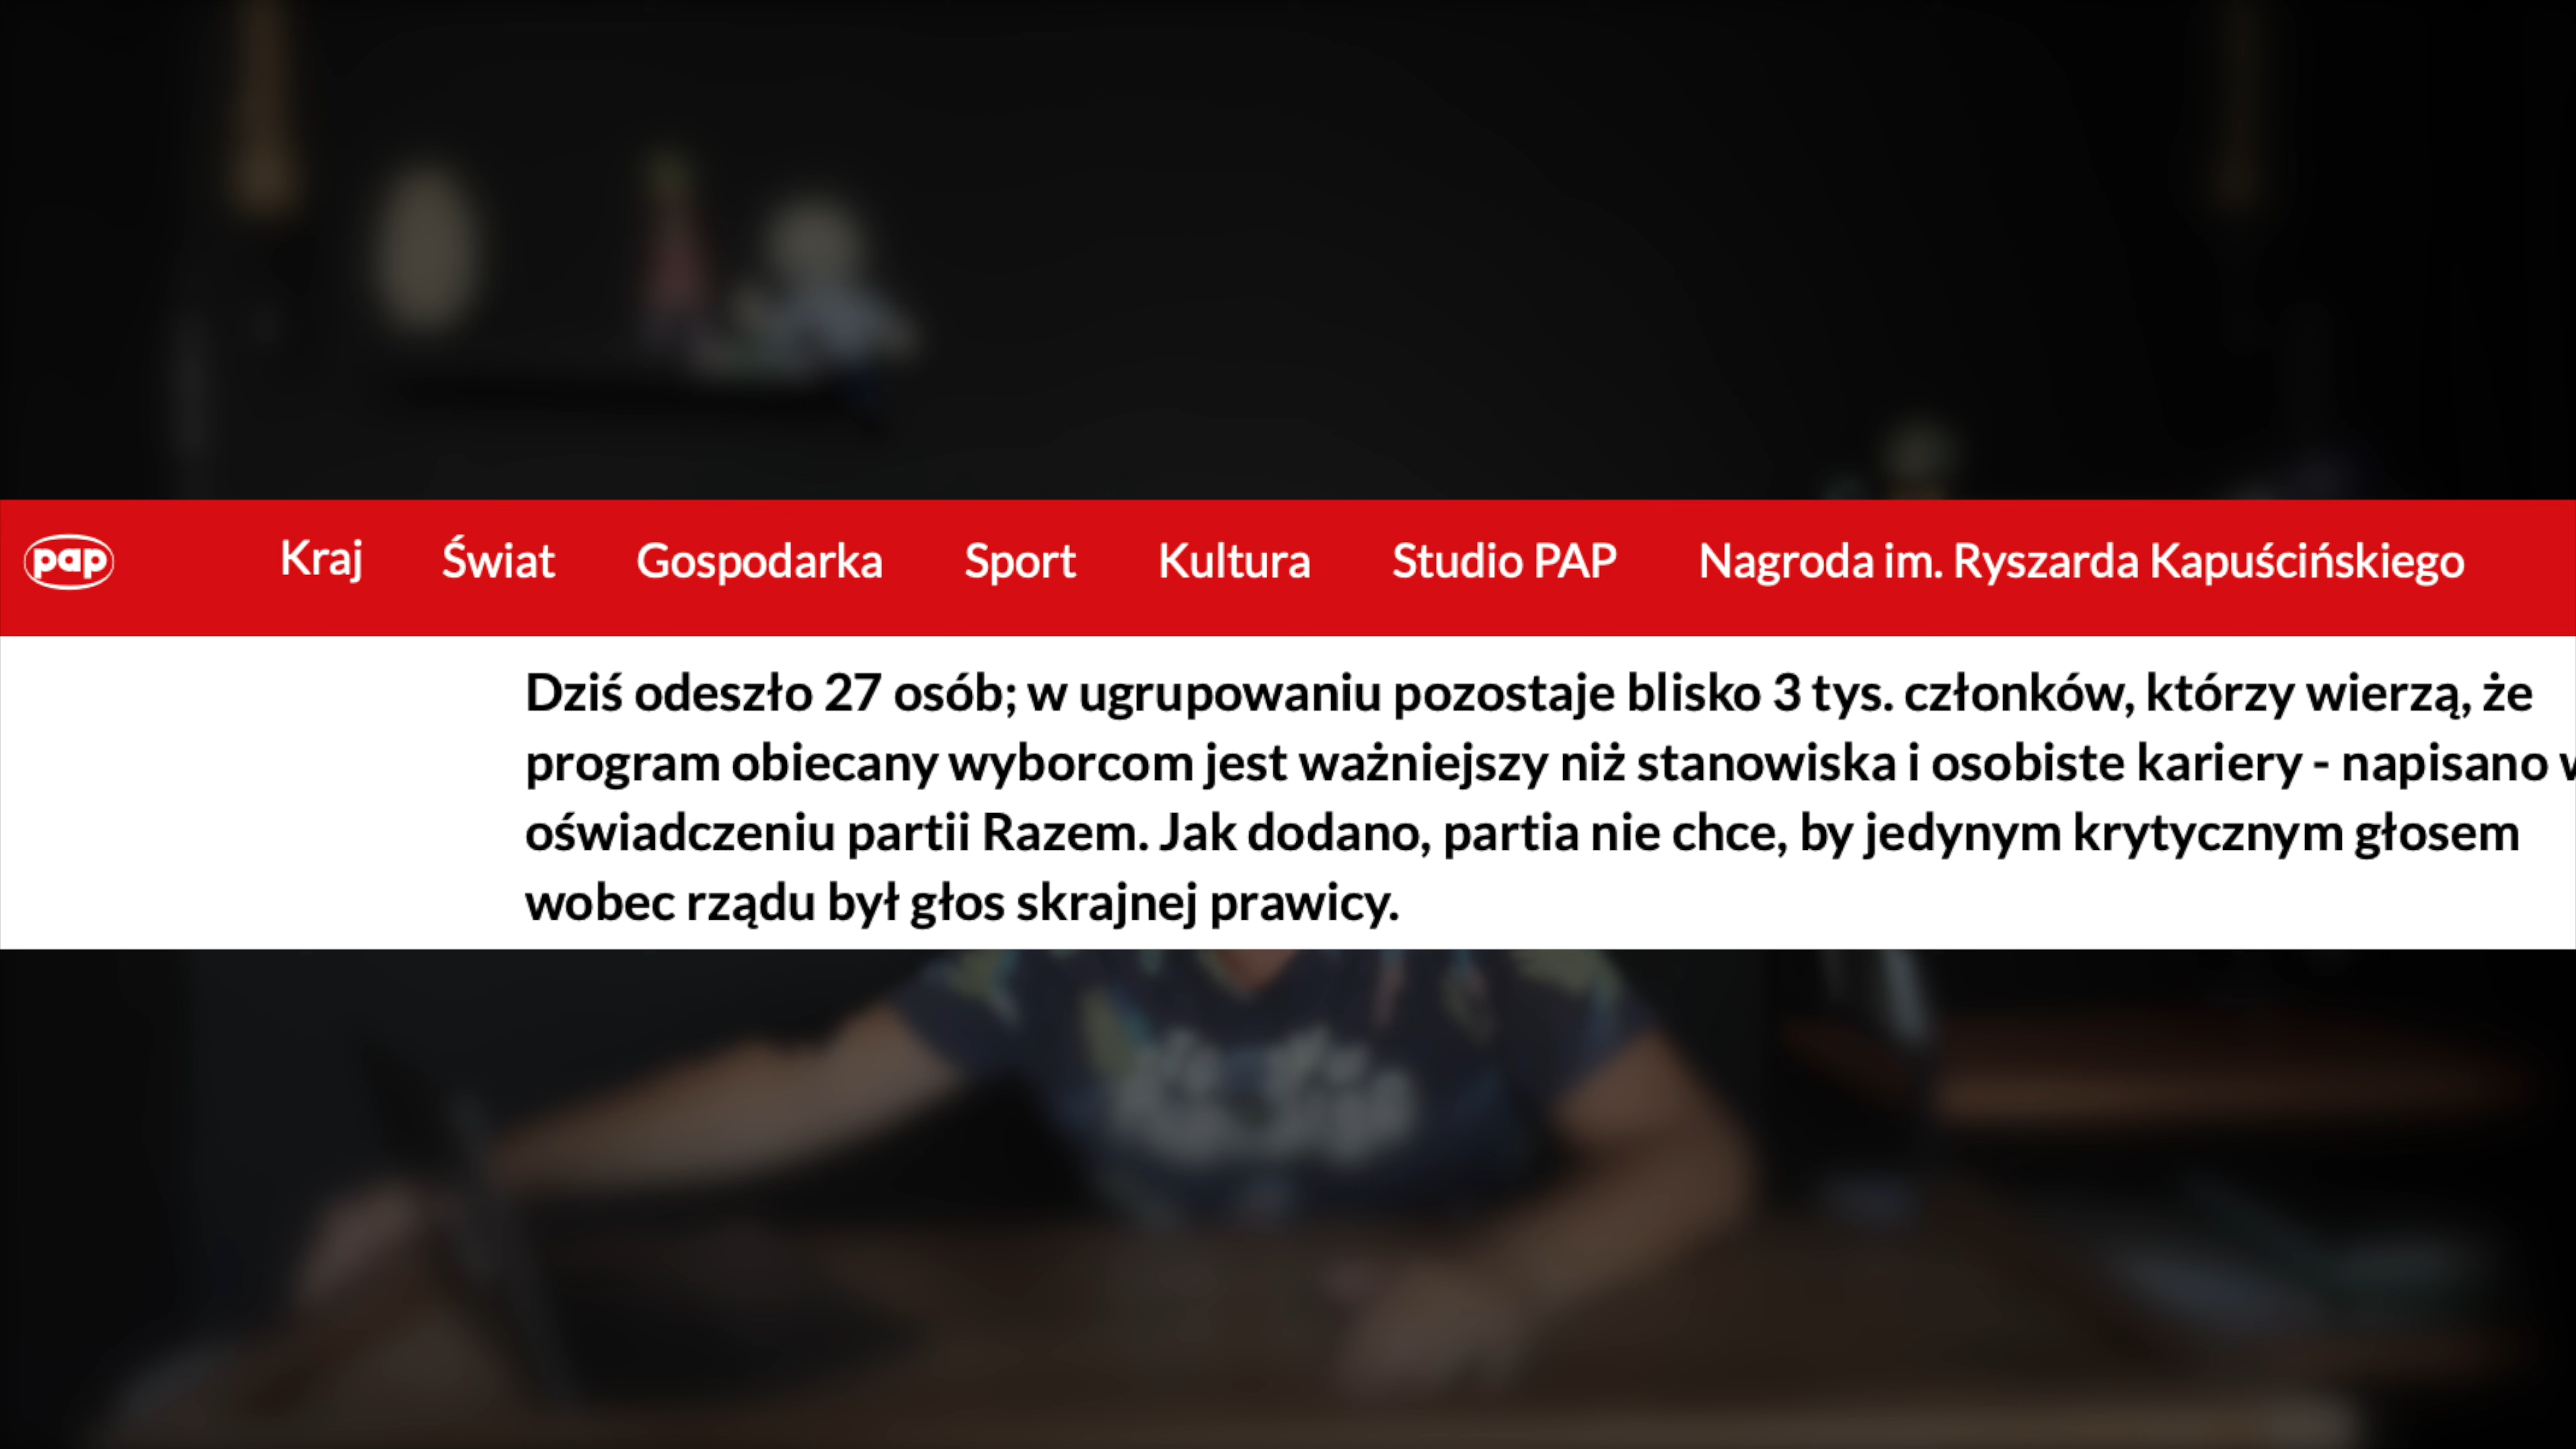 pap Kraj Świat Gospodarka Sport Kultura Studio PAP Nagroda im. Ryszarda Kapuścińskiego
Dziś odeszło 27 osób; w ugrupowaniu pozostaje blisko 3 tys. członków, którzy wierzą, że
program obiecany wyborcom jest ważniejszy niż stanowiska i osobiste kariery - napisano
oświadczeniu partii Razem. Jak dodano, partia nie chce, by jedynym krytycznym głosem
wobec rządu był głos skrajnej prawicy.